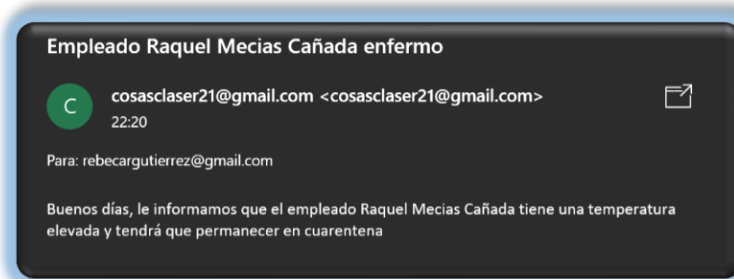 Empleado Raquel Mecias Cañada enfermo
C
cosasclaser21@gmail.com <cosasclaser21@gmail.com>
22:20
Para: rebecargutierrez@gmail.com
Buenos días, le informamos que el empleado Raquel Mecias Cañada tiene una temperatura
elevada y tendrá que permanecer en cuarentena